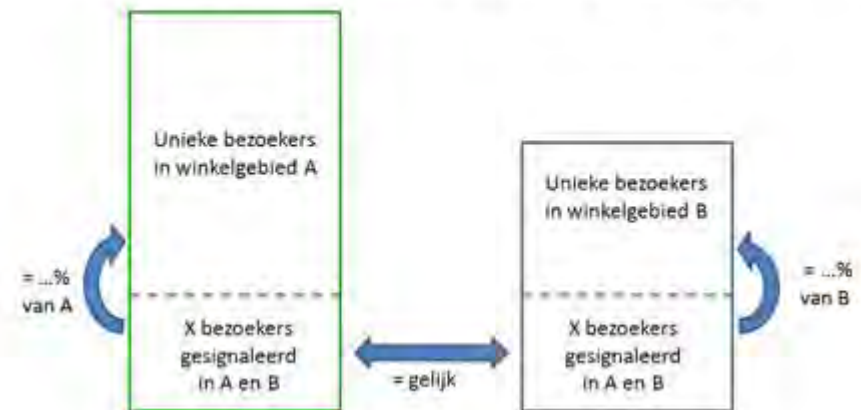 Unieke bezoekers
in winkelgebied A
Unieke bezoekers
in winkelgebied B
= ...%
van A
= ...%
van B
X bezoekers
gesignaleerd
in A en B
= gelijk
X bezoekers
gesignaleerd
in A en B